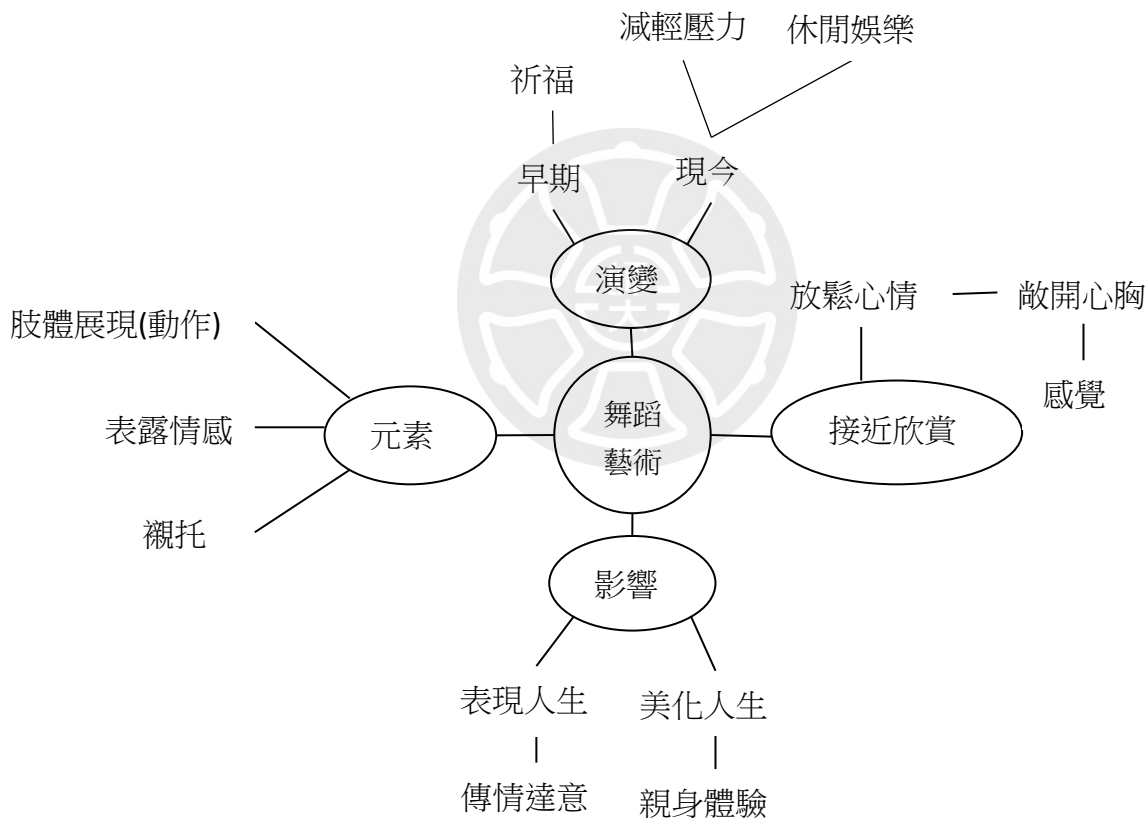 減輕壓力 休閒娛樂
祈福
早期 現今
演變
放鬆心情 敞開心胸
肢體展現(動作)
感覺
舞蹈
藝術
表露情感 元素 接近欣賞
襯托
影響
表現人生 美化人生
傳情達意 親身體驗